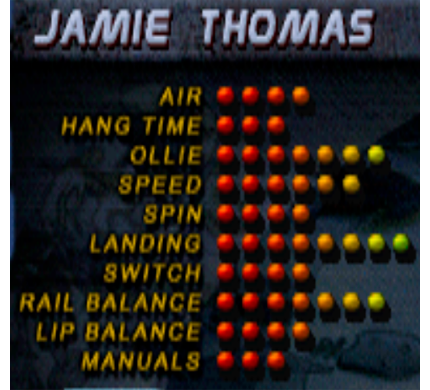 JAMIE THOMAS
AIR
HANG TIME
OLLIE
SPEED
SPIN
LANDING
SWITCH
RAIL BALANCE
LIP BALANCE
MANUALS